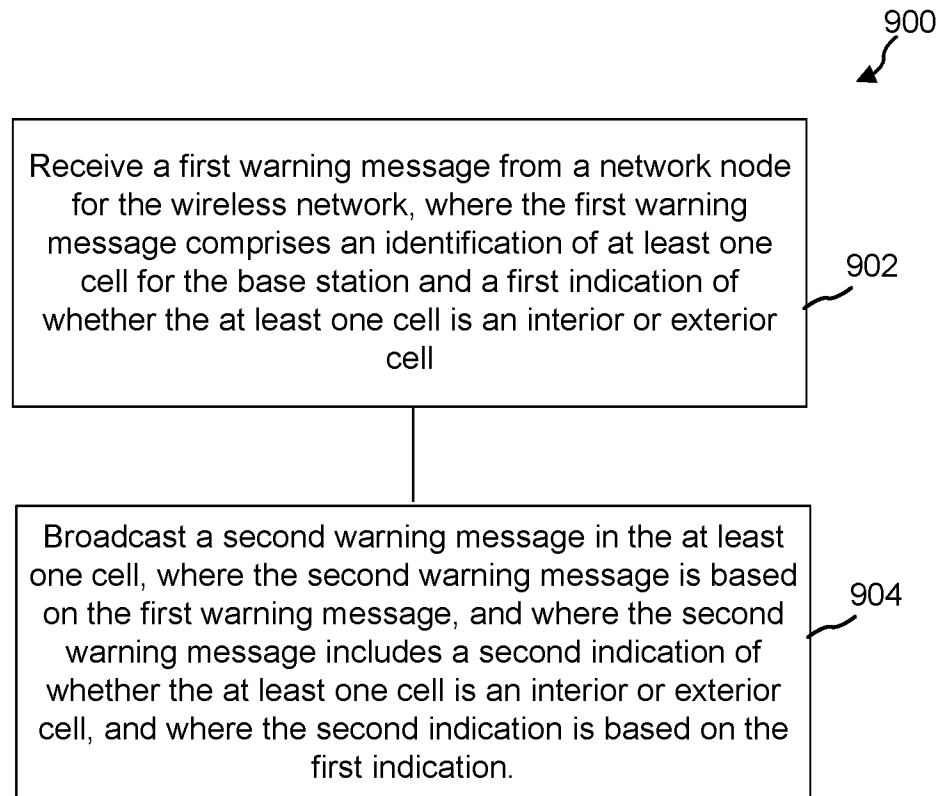 900
Receive a first warning message from a network node
for the wireless network, where the first warning
message comprises an identification of at least one
cell for the base station and a first indication of
whether the at least one cell is an interior or exterior
cell
902
Broadcast a second warning message in the at least
one cell, where the second warning message is based
on the first warning message, and where the second
warning message includes a second indication of
whether the at least one cell is an interior or exterior
cell, and where the second indication is based on the
first indication.
904